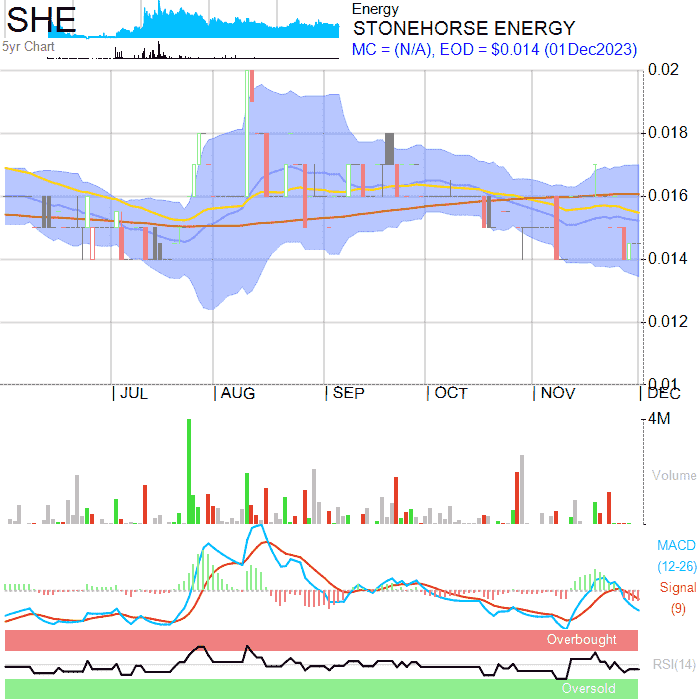 SHE
Energy
STONEHORSE ENERGY
5yr Chart
MC = (N/A), EOD = $0.014 (01Dec2023)
0.02
0.018
0.016
0.014
0.012
0.01
JUL AUG SEP OCT NOV DEC
4M
Volume
MACD
(12-26)
Signal
(9)
Overbought
RSI(14)
Oversold